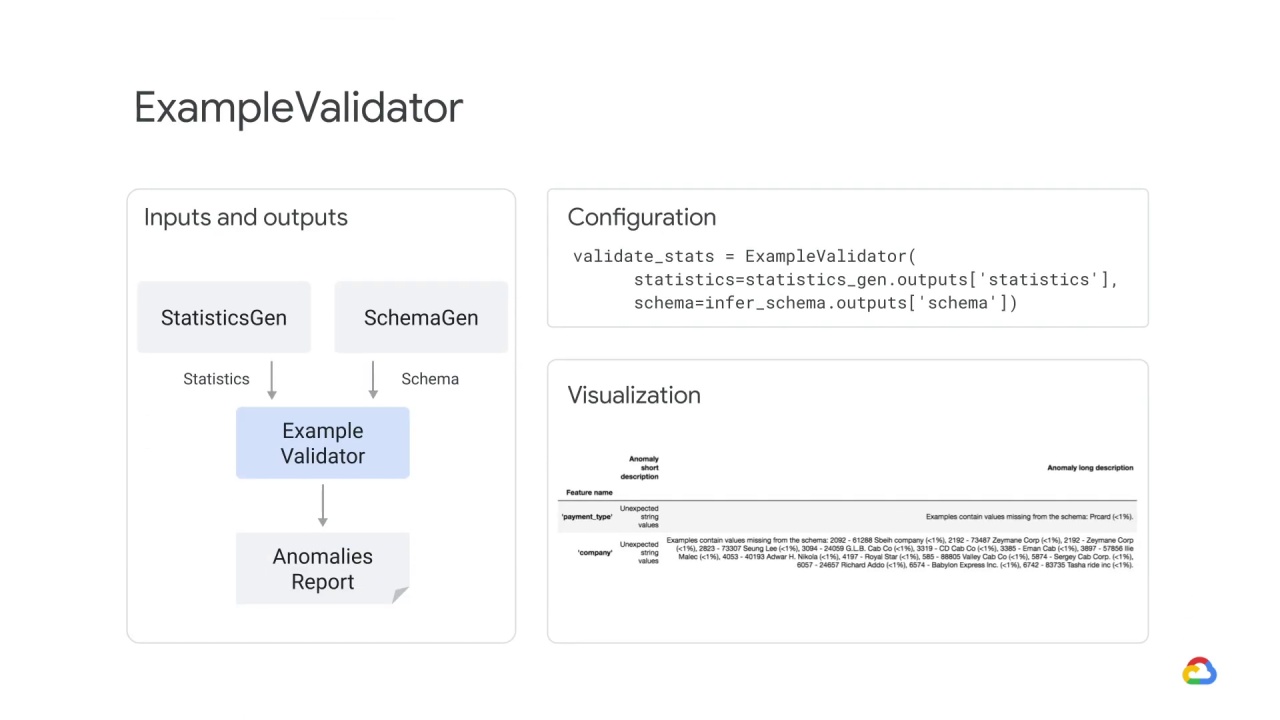 ExampleValidator
Inputs and outputs
StatisticsGen
SchemaGen
Statistics
Schema
Example
Validator
Anomalies
Report
Configuration
validate_stats = ExampleValidator(
statistics=statistics_gen.outputs['statistics'],
schema=infer_schema.outputs['schema'])
Visualization
Anomaly
short
description
Anomaly long description
Feature name
'payment_type'
Unexpected
string
values
Examples contain values missing from the schema: Prcard (<1%).
'company'
Unexpected
string
values
Examples contain values missing from the schema: 2092 - 61288 Sbeih company (<1%), 2192 - 73487 Zeymane Corp (<1%), 2192 - Zeymane Corp
(<1%), 2823 - 73307 Seung Lee (<1%), 3094 - 24059 G.L.B. Cab Co (<1%), 3319 - CD Cab Co (<1%), 3385 - Eman Cab (<1%), 3897 - 57856 Ilie
Malec (<1%), 4053 - 40193 Adwar H. Nikola (<1%), 4197 - Royal Star (<1%), 585 - 88805 Valley Cab Co (<1%), 5874 - Sergey Cab Corp. (<1%),
6057 - 24657 Richard Addo (<1%), 6574 - Babylon Express Inc. (<1%), 6742 - 83735 Tasha ride inc (<1%).